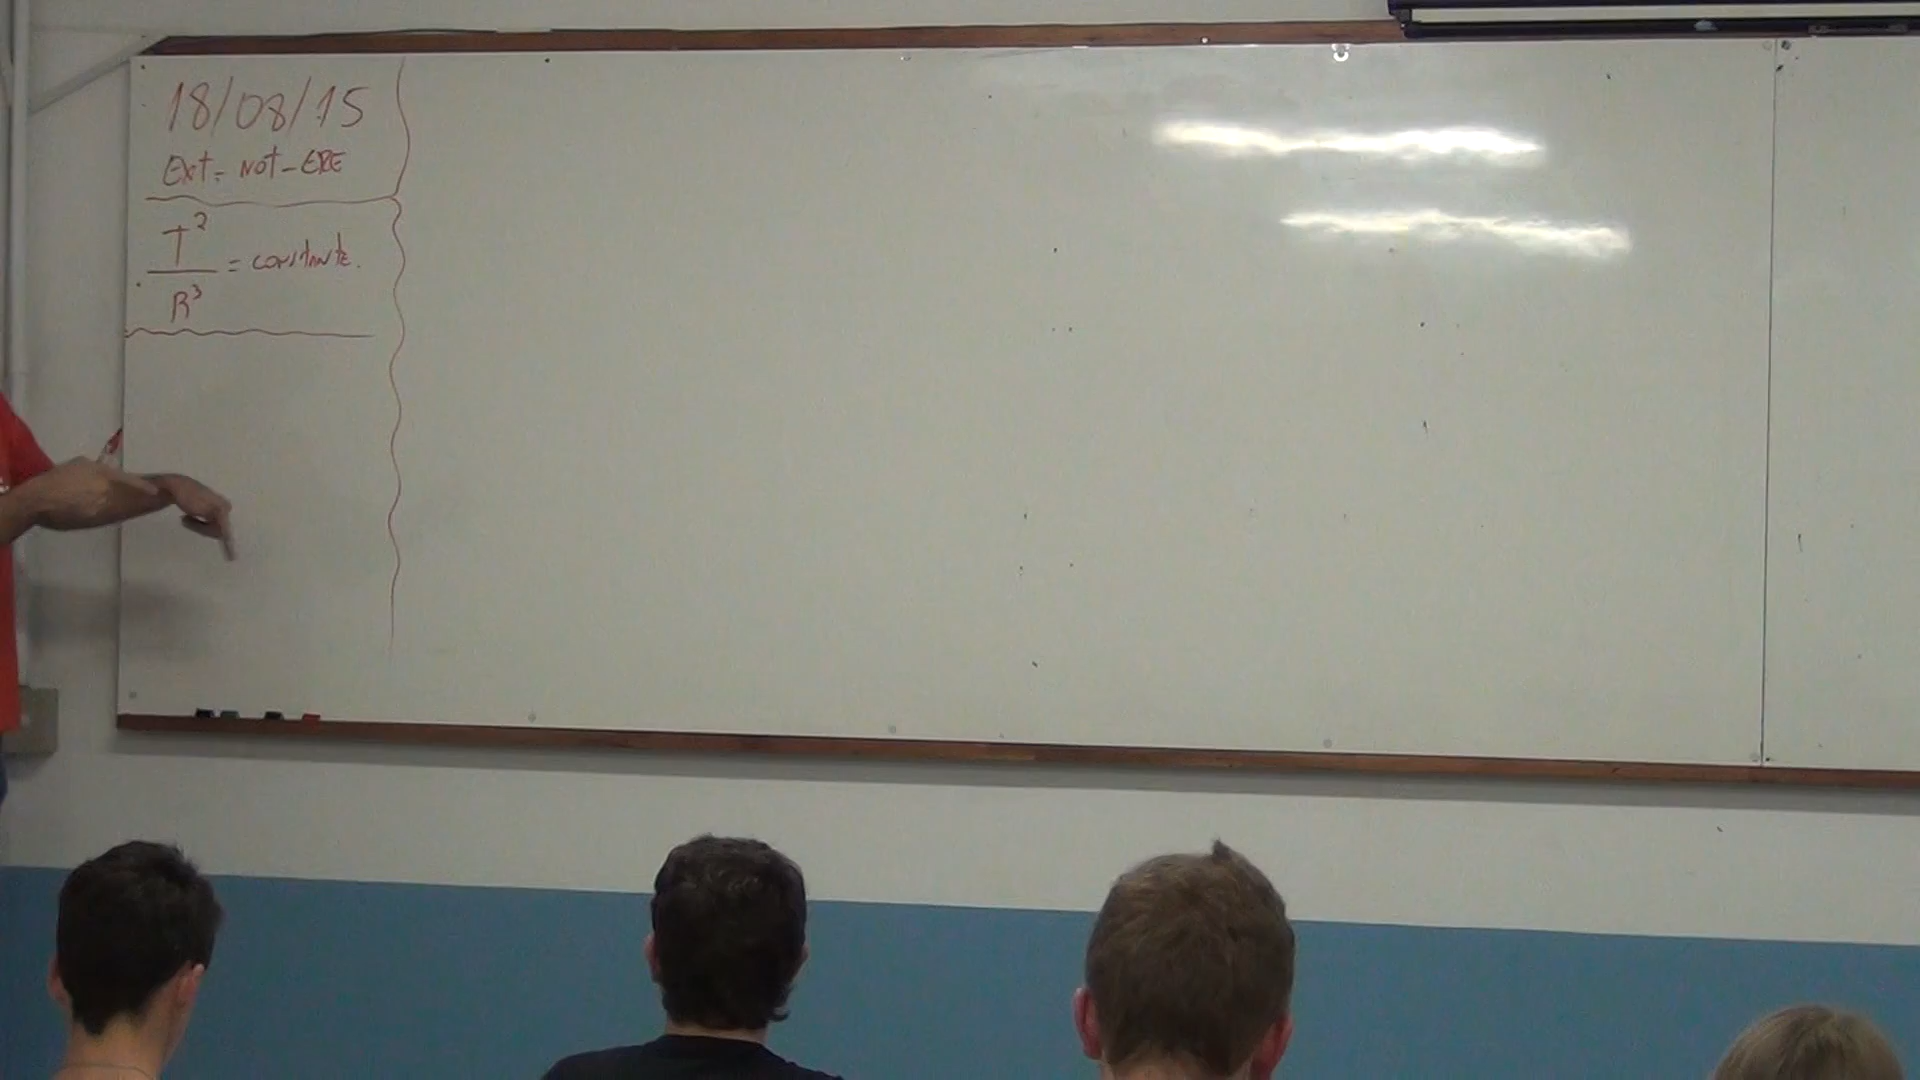 18/08/15
Ext = Not - ERE
T²
— = constante.
R³